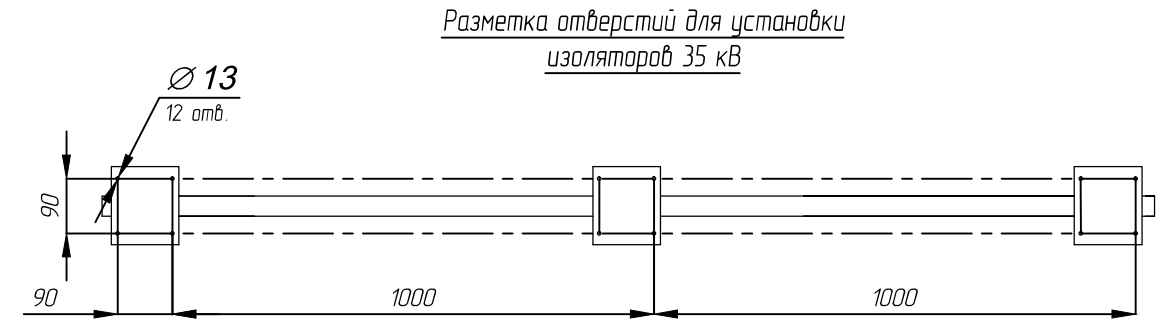 Разметка отверстий для установки
изоляторов 35 кВ
⌀ 13
12 отв.
90
90
1000
1000